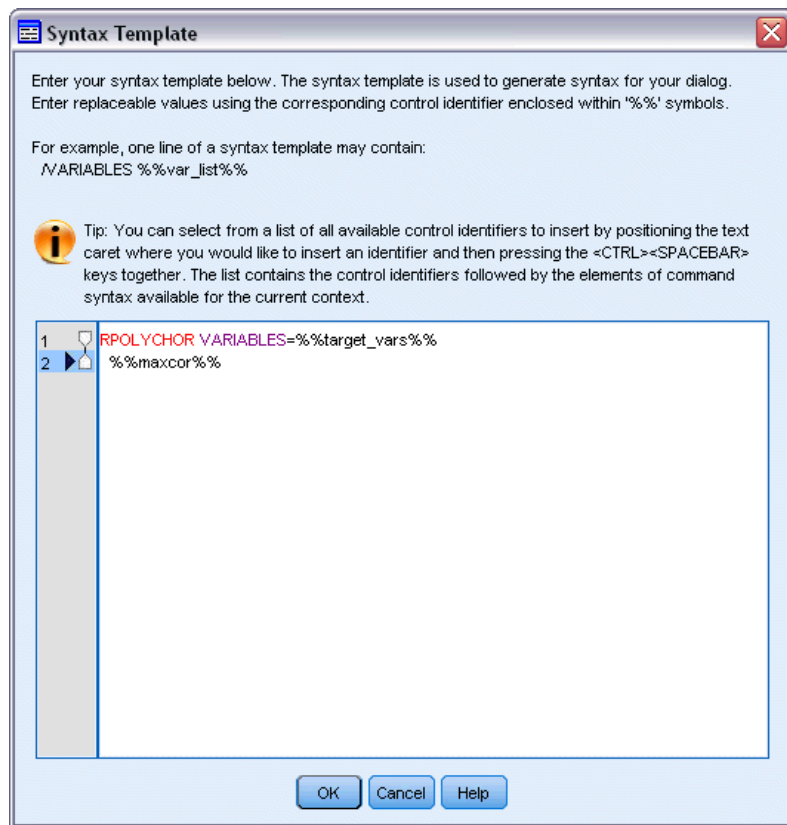 Syntax Template
Enter your syntax template below. The syntax template is used to generate syntax for your dialog.
Enter replaceable values using the corresponding control identifier enclosed within '%%' symbols.
For example, one line of a syntax template may contain:
/VARIABLES %%var_list%%
Tip: You can select from a list of all available control identifiers to insert by positioning the text
caret where you would like to insert an identifier and then pressing the <CTRL><SPACEBAR>
keys together. The list contains the control identifiers followed by the elements of command
syntax available for the current context.
1 RPOLYCHOR VARIABLES=%%target_vars%%
2 %%maxcor%%
OK Cancel Help